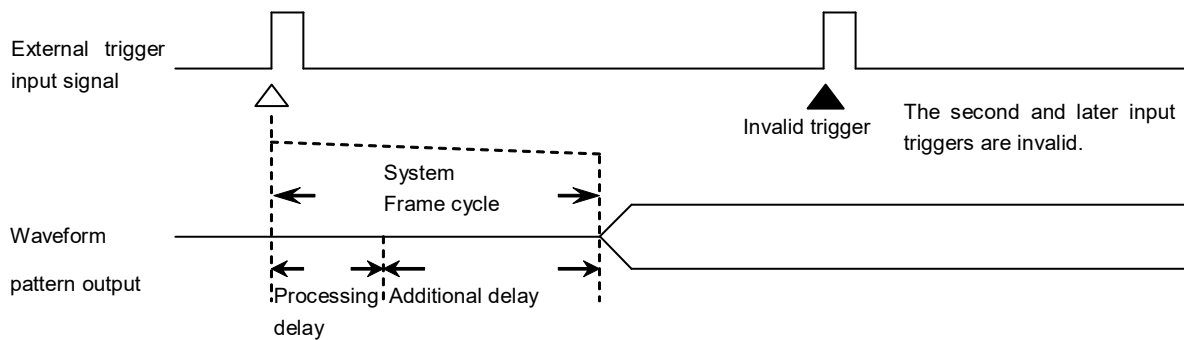 External trigger
input signal
Invalid trigger
The second and later input
triggers are invalid.
System
Frame cycle
Waveform
pattern output
Processing
delay
Additional delay